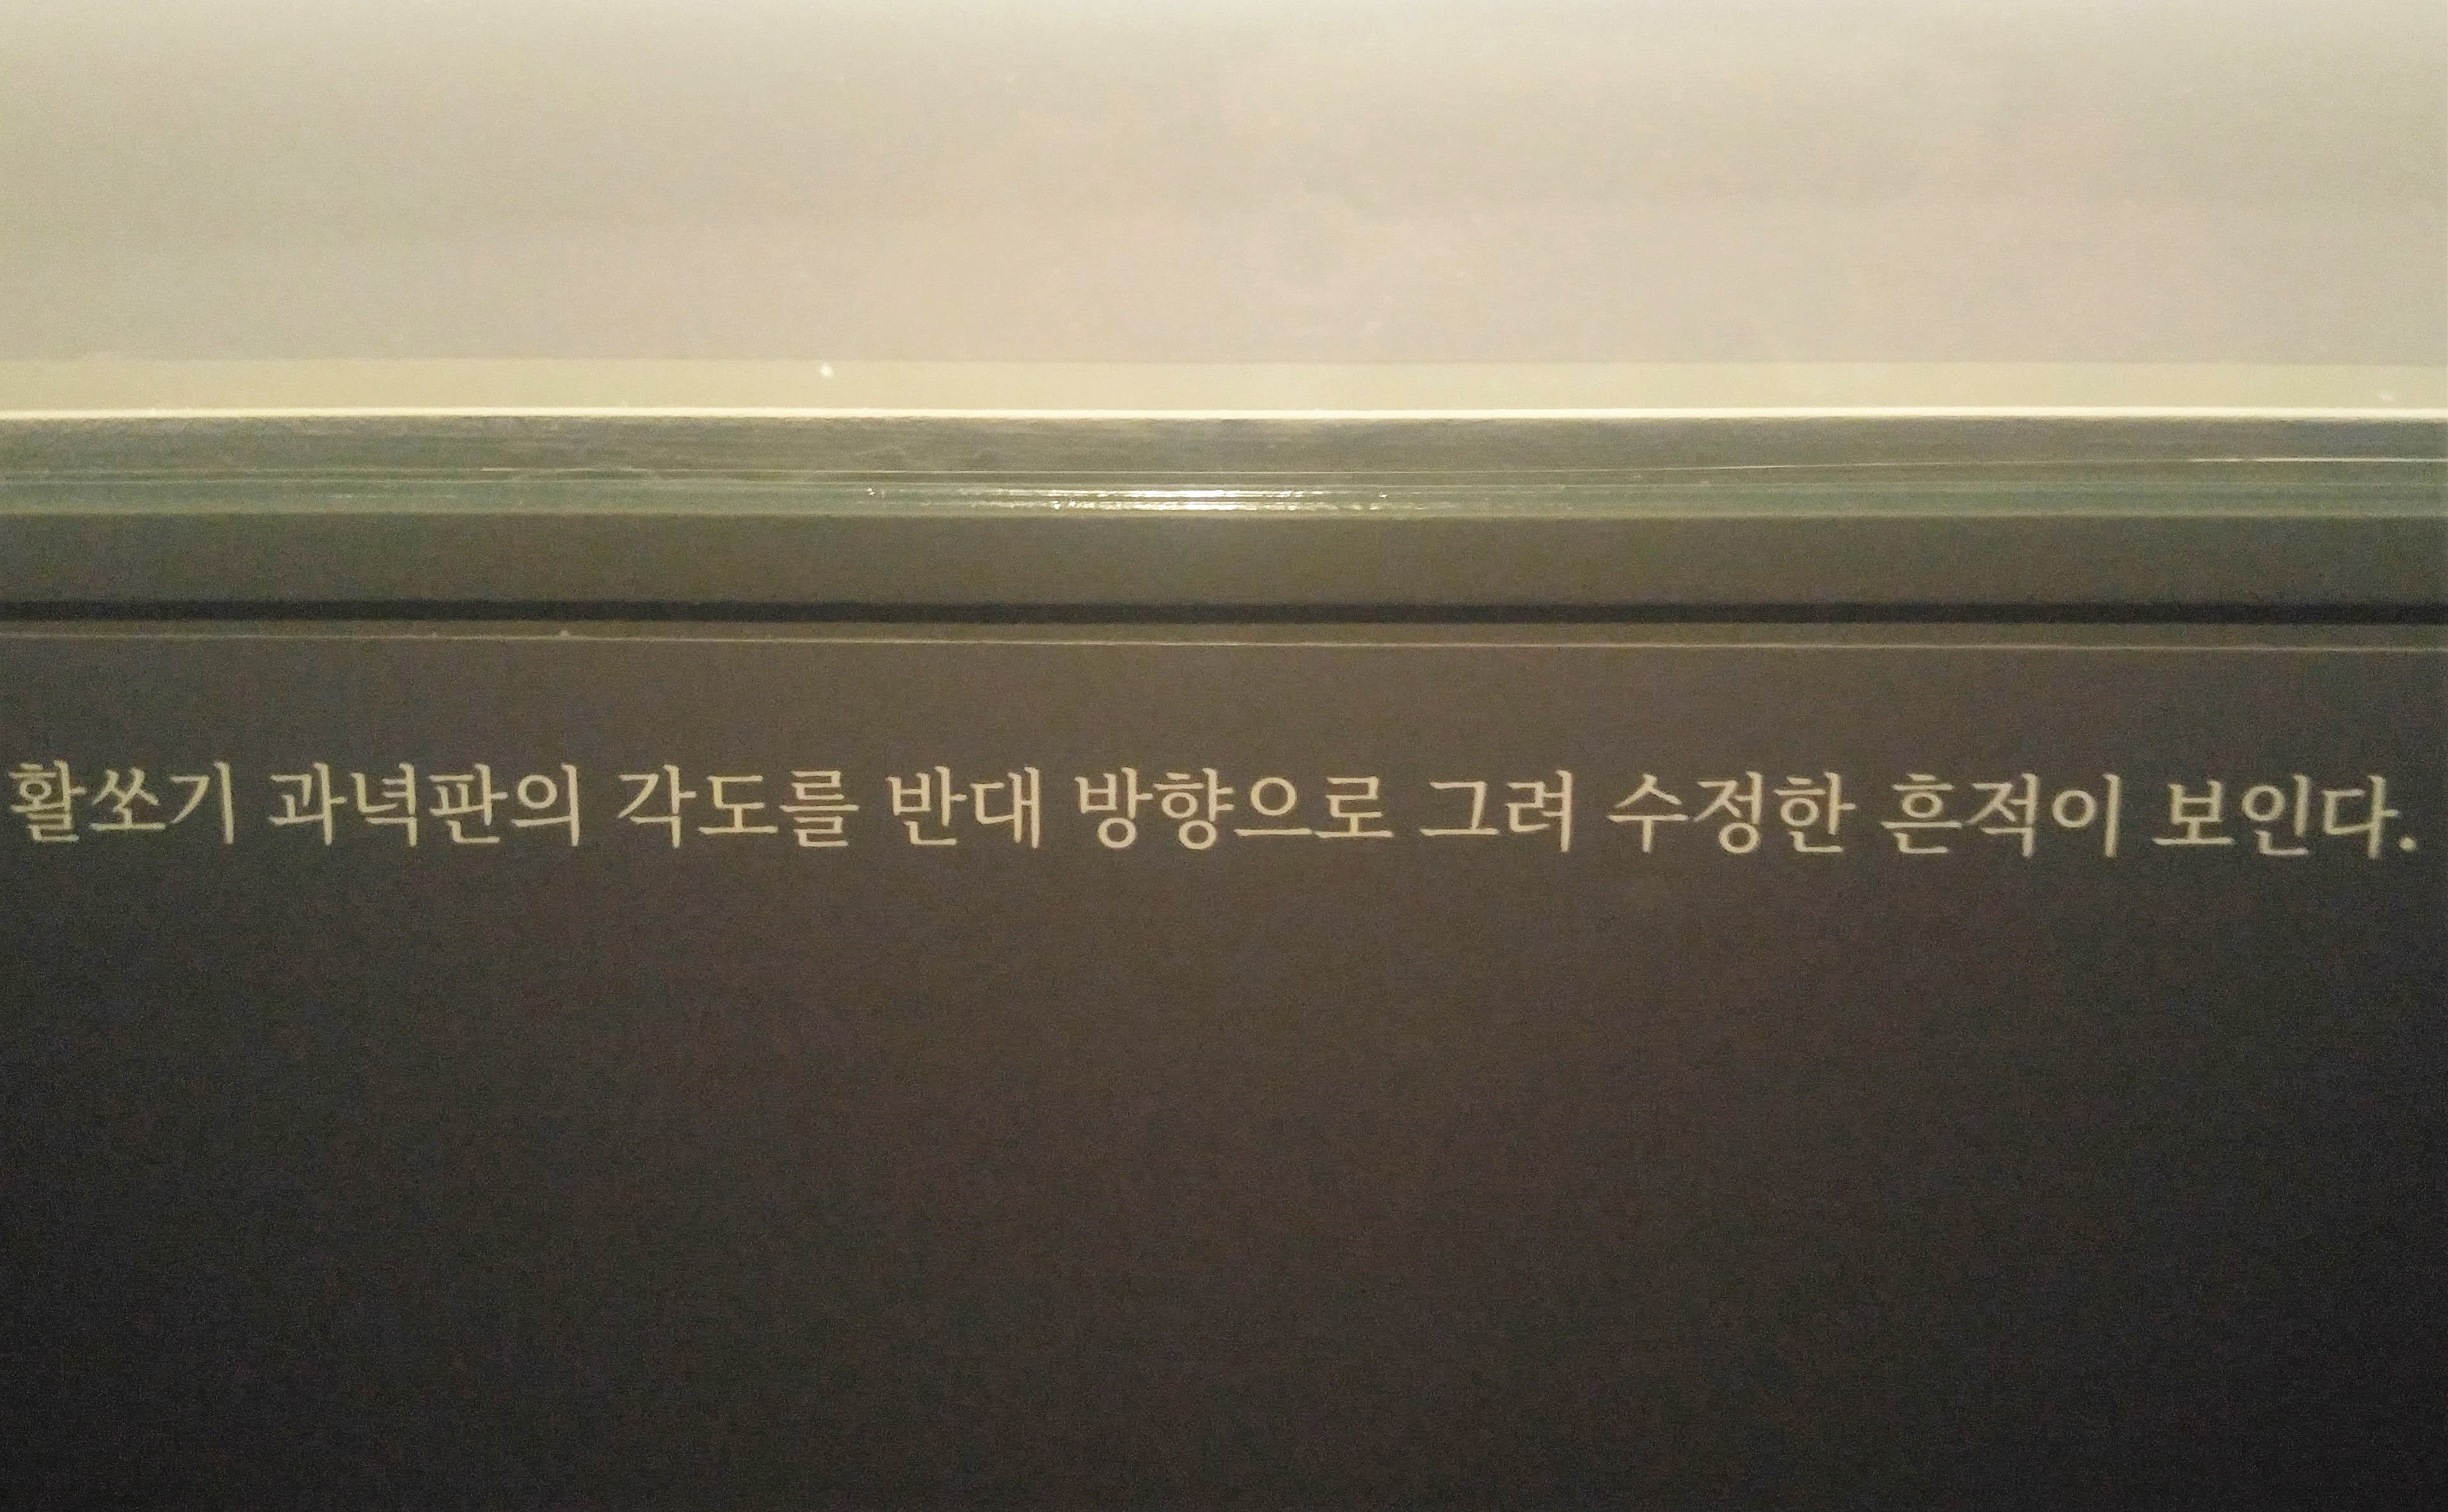 활쏘기 과녁판의 각도를 반대 방향으로 그려 수정한 흔적이 보인다.